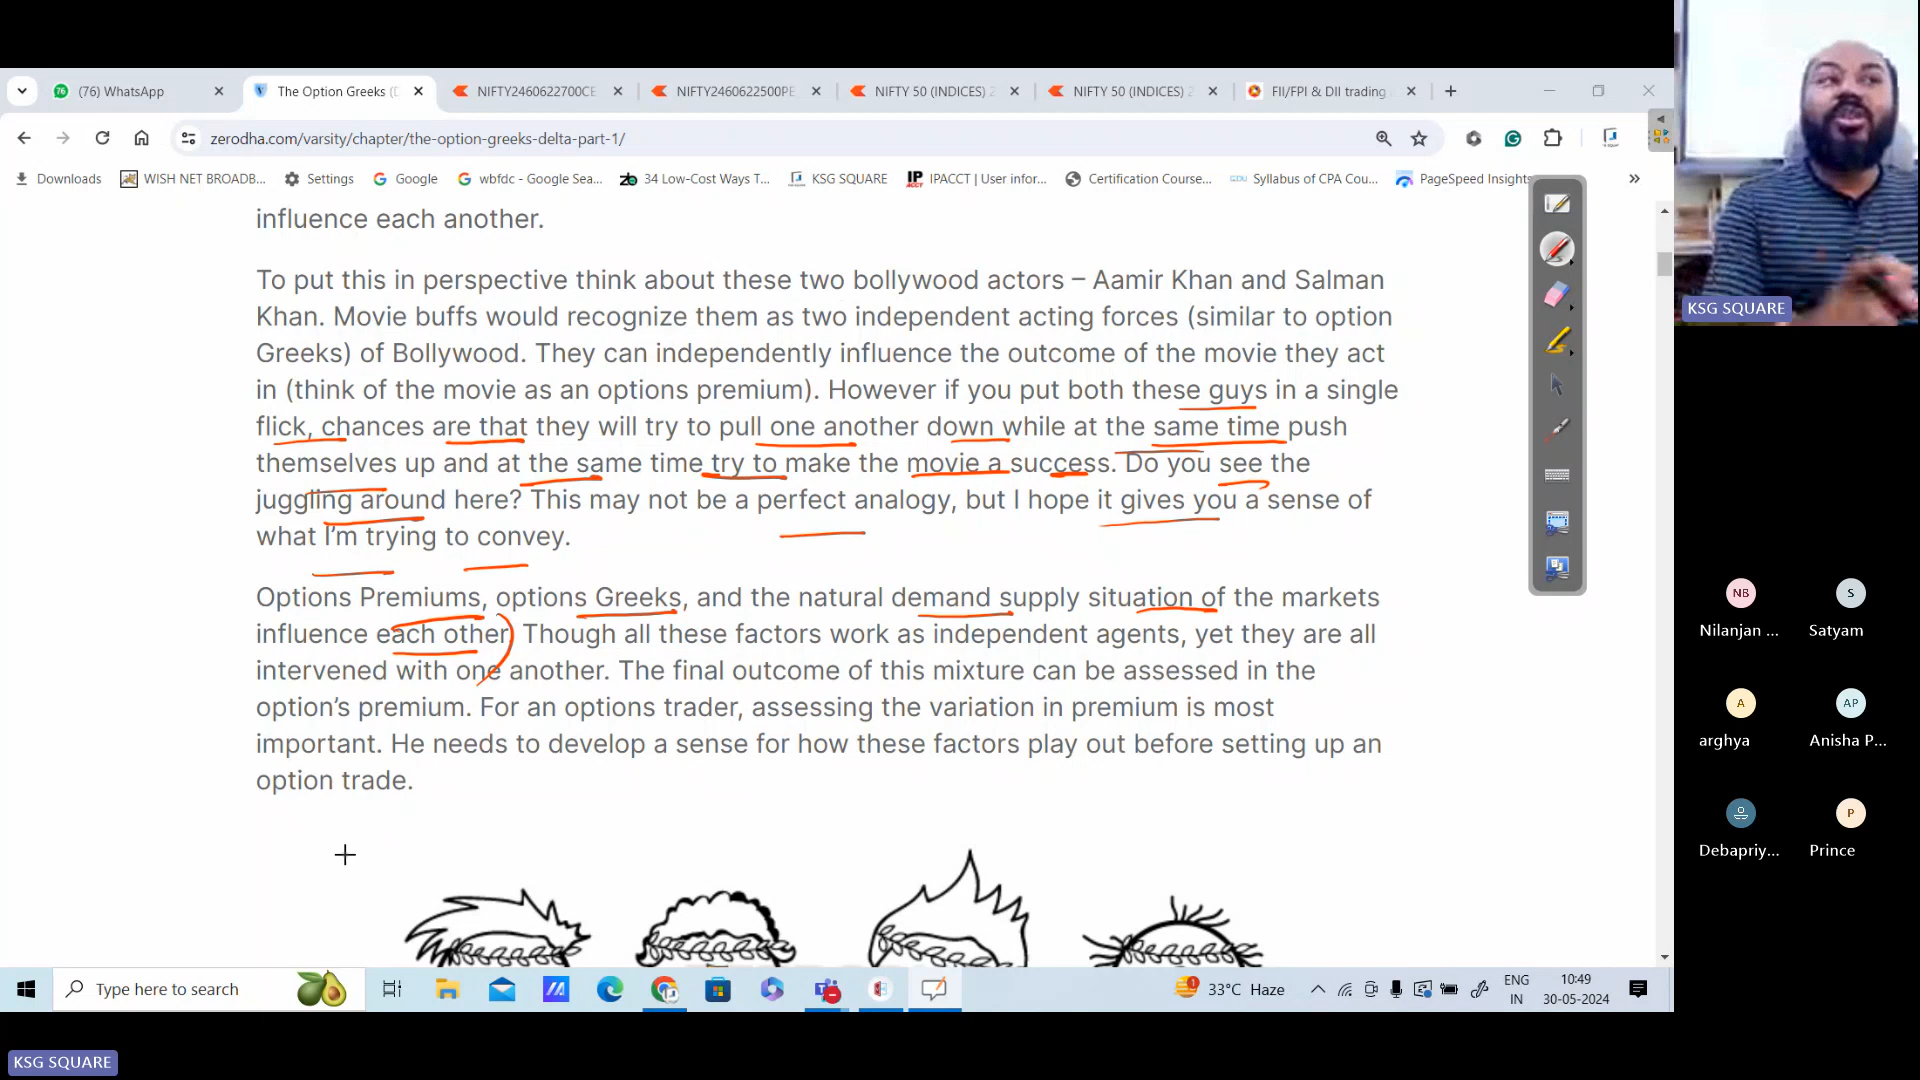 (76) WhatsApp
The Option Greeks (
NIFTY2460622700CE
NIFTY2460622500PE
NIFTY 50 (INDICES)
NIFTY 50 (INDICES)
FII/FPI & DII trading
zerodha.com/varsity/chapter/the-option-greeks-delta-part-1/
Downloads
WISH NET BROADB...
Settings
Google
wbfdc - Google Sea...
34 Low-Cost Ways T...
KSG SQUARE
IPACCT | User infor...
Certification Course...
Syllabus of CPA Cou...
PageSpeed Insights
influence each another.
To put this in perspective think about these two bollywood actors – Aamir Khan and Salman
Khan. Movie buffs would recognize them as two independent acting forces (similar to option
Greeks) of Bollywood. They can independently influence the outcome of the movie they act
in (think of the movie as an options premium). However if you put both these guys in a single
flick, chances are that they will try to pull one another down while at the same time push
themselves up and at the same time try to make the movie a success. Do you see the
juggling around here? This may not be a perfect analogy, but I hope it gives you a sense of
what I'm trying to convey.
Options Premiums, options Greeks, and the natural demand supply situation of the markets
influence each other. Though all these factors work as independent agents, yet they are all
intervened with one another. The final outcome of this mixture can be assessed in the
option's premium. For an options trader, assessing the variation in premium is most
important. He needs to develop a sense for how these factors play out before setting up an
option trade.
KSG SQUARE
NB
S
Nilanjan ...
Satyam
A
AP
arghya
Anisha P...
P
Debapriy...
Prince
Type here to search
33°C Haze
ENG
IN
10:49
30-05-2024
KSG SQUARE